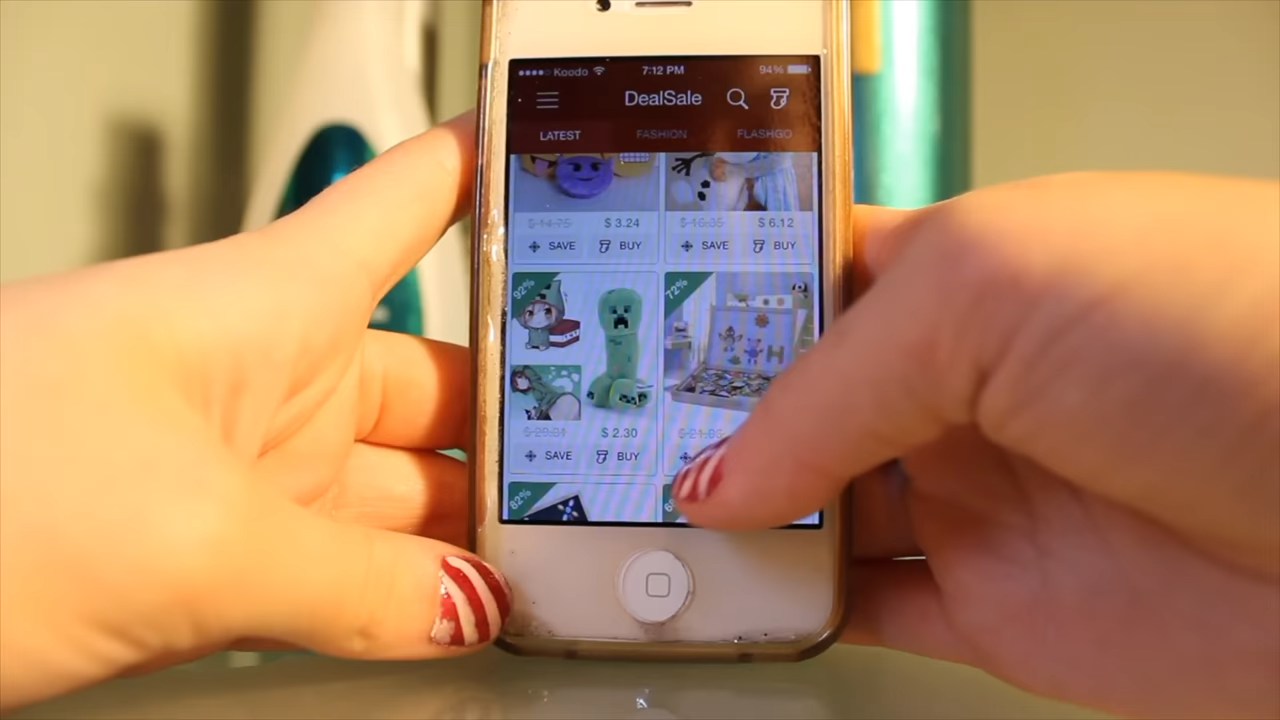 Koodo 7:12 PM 94%
DealSale
LATEST FASHION FLASHGO
$ 14.75 $ 3.24 $ 16.35 $ 6.12
SAVE BUY SAVE BUY
92% 72%
$ 29.81 $ 2.30
SAVE BUY
82%